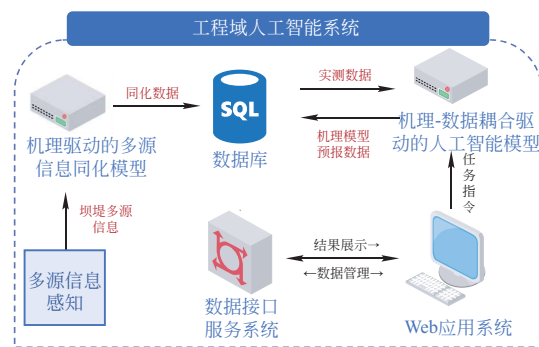 工程域人工智能系统
同化数据
实测数据
SQL
机理驱动的多源
信息同化模型
数据库
机理模型
预报数据
机理-数据耦合驱
动的人工智能模型
坝堤多源
信息
任务指令
多源信息
感知
数据接口
服务系统
结果展示→
←数据管理→
Web应用系统